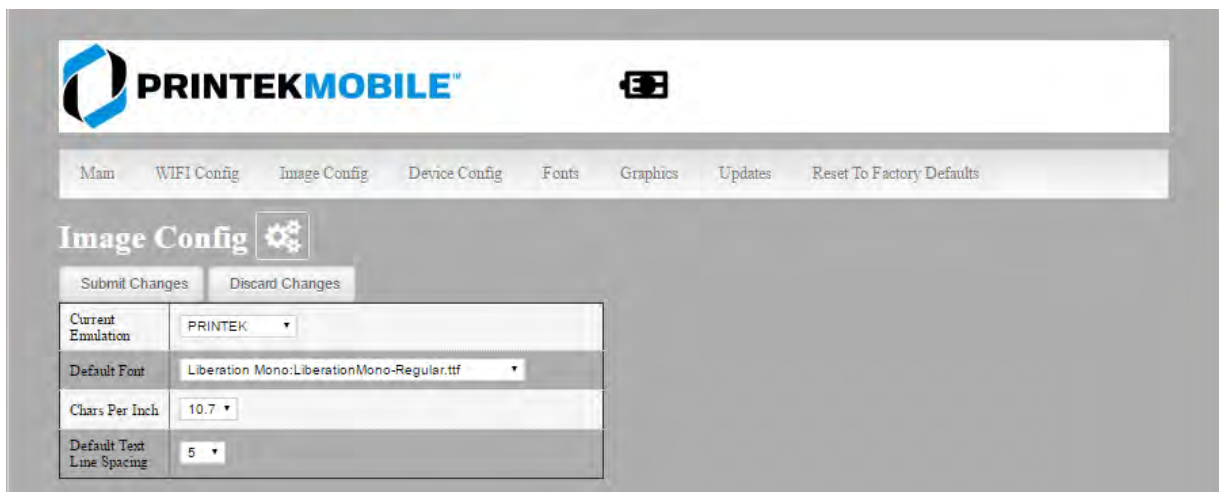 PRINTEKMOBILE™
Main WIFI Config Image Config Device Config Fonts Graphics Updates Reset To Factory Defaults
Image Config
Submit Changes Discard Changes
Current
Emulation
PRINTEK
Default Font Liberation Mono:LiberationMono-Regular.ttf
Chars Per Inch 10.7
Default Text
Line Spacing
5